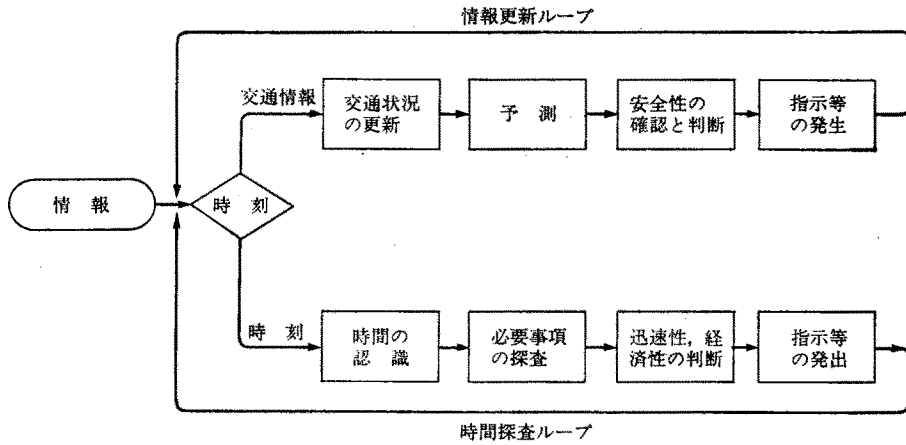 情報更新ループ
交通情報
交通状況
の更新
予　測
安全性の
確認と判断
指示等
の発生
情　報
時　刻
時　刻
時間の
認　識
必要事項
の探査
迅速性，経
済性の判断
指示等
の発出
時間探査ループ